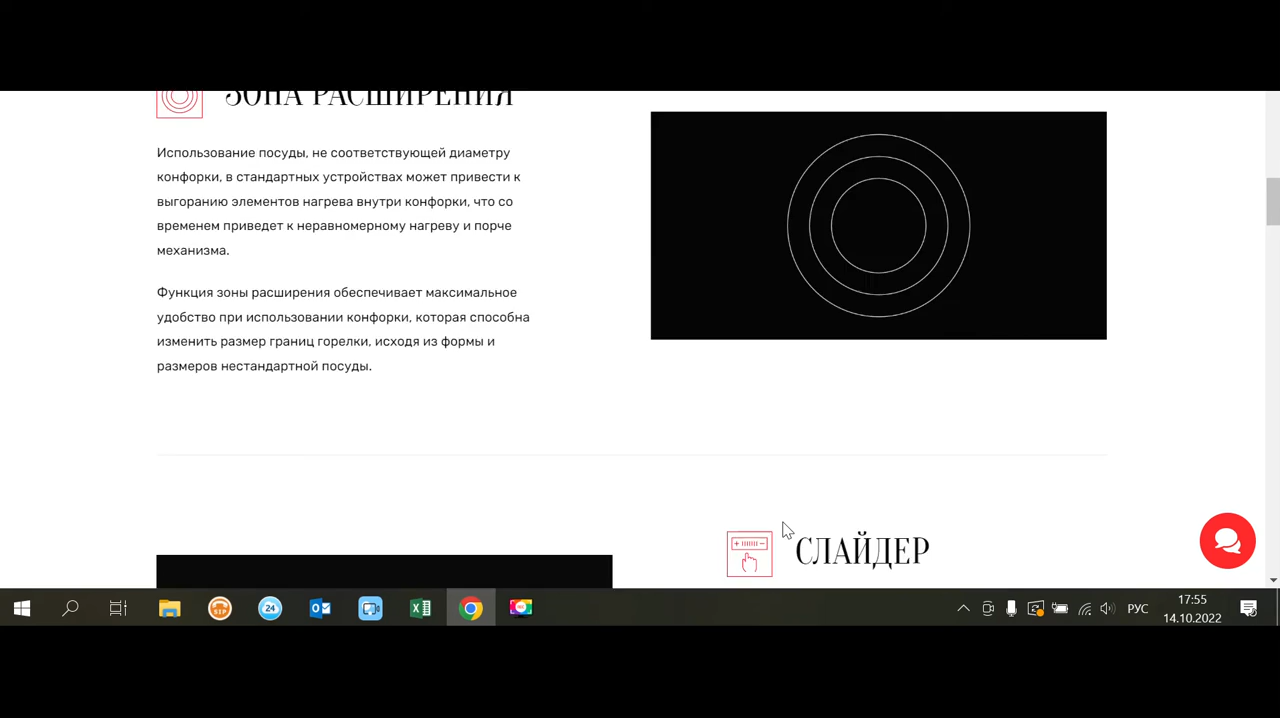 ЗОНА РАСШИРЕНИЯ
Использование посуды, не соответствующей диаметру
конфорки, в стандартных устройствах может привести к
выгоранию элементов нагрева внутри конфорки, что со
временем приведет к неравномерному нагреву и порче
механизма.
Функция зоны расширения обеспечивает максимальное
удобство при использовании конфорки, которая способна
изменить размер границ горелки, исходя из формы и
размеров нестандартной посуды.
СЛАЙДЕР
SIP
24
РУС
17:55
14.10.2022